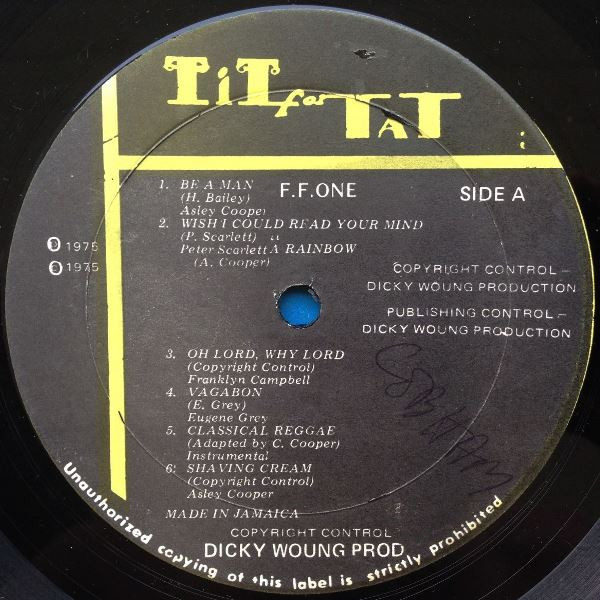 TiT for TAT
1. BE A MAN
(H. Bailey)
Asley Cooper
F.F.ONE
SIDE A
2. WISH I COULD READ YOUR MIND
(P. Scarlett) "
Peter Scarlett A RAINBOW
(A. Cooper)
Ⓟ 1975
© 1975
COPYRIGHT CONTROL –
DICKY WOUNG PRODUCTION
PUBLISHING CONTROL –
DICKY WOUNG PRODUCTION
3. OH LORD, WHY LORD
(Copyright Control)
Franklyn Campbell
4. VAGABON
(E. Grey)
Eugene Grey
5. CLASSICAL REGGAE
(Adapted by C. Cooper)
Instrumental
6. SHAVING CREAM
(Copyright Control)
Asley Cooper
MADE IN JAMAICA
COPYRIGHT CONTROL
DICKY WOUNG PROD
Unauthorized copying of this label is strictly prohibited